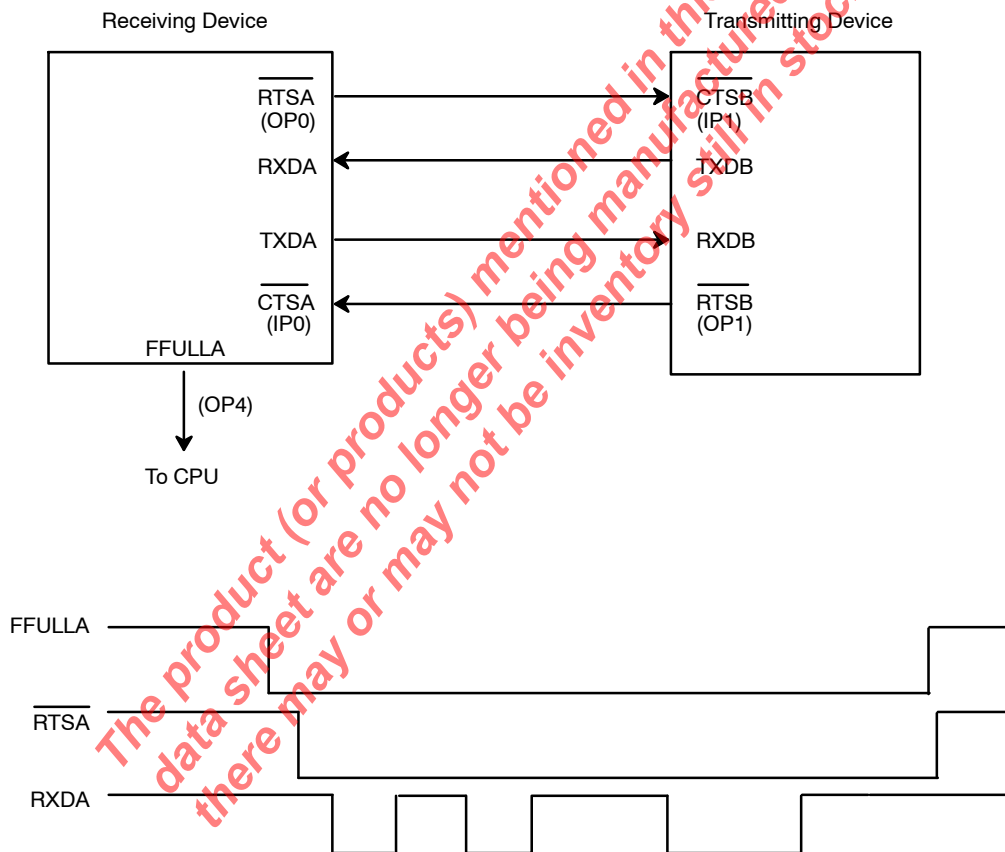 Receiving Device
Transmitting Device
RTSA
(OP0)
CTSB
(IP1)
RXDA
TXDB
TXDA
RXDB
CTSA
(IP0)
RTSB
(OP1)
FFULLA
(OP4)
To CPU
FFULLA
RTSA
RXDA
The product (or products) mentioned in this
data sheet are no longer being manufactured
there may or may not be inventory still in stock